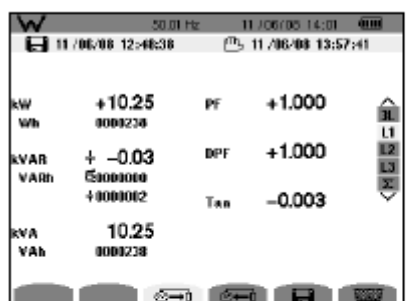 W 50.01 Hz 11/06/08 14:01
11/06/08 12:48:38 11/06/08 13:57:41
kW +10.25 PF +1.000
Wh 0000238
3L
L1
kVAR -0.03 DPF +1.000
L2
VARh 0000000
L3
0000002
Σ
Tan -0.003
kVA 10.25
VAh 0000238